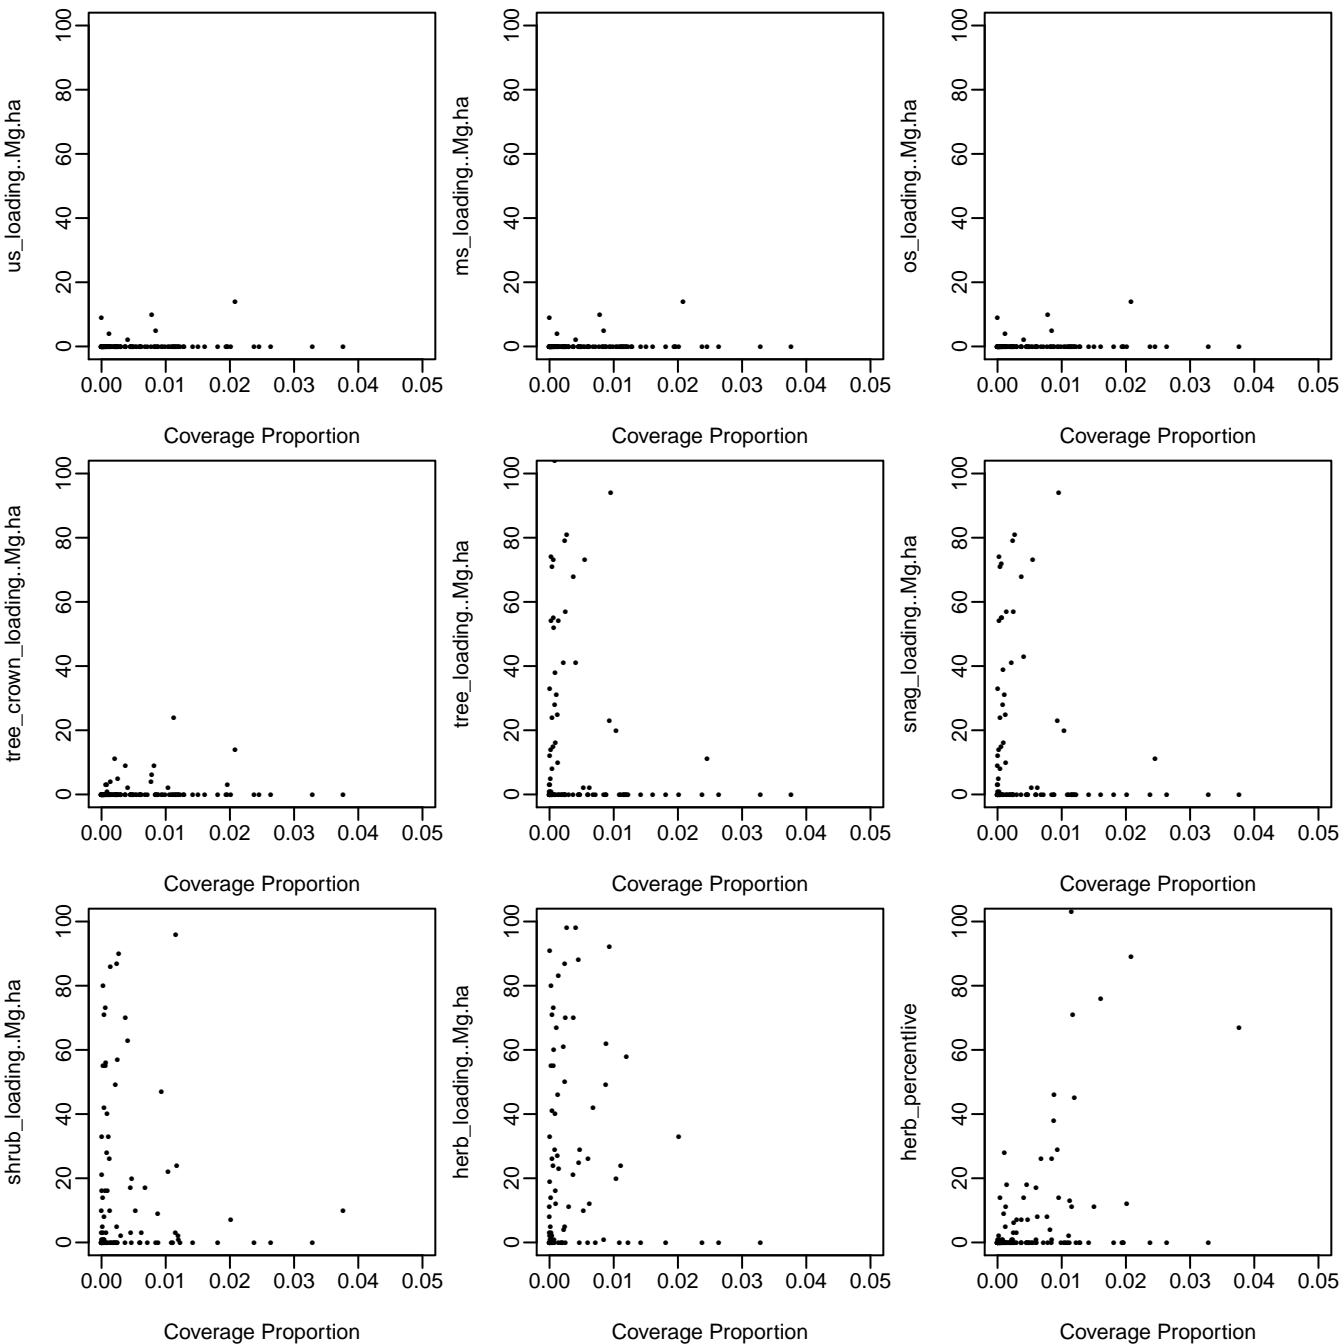 us_loading..Mg.ha
0 20 40 60 80 100
0.00 0.01 0.02 0.03 0.04 0.05
Coverage Proportion
ms_loading..Mg.ha
0 20 40 60 80 100
0.00 0.01 0.02 0.03 0.04 0.05
Coverage Proportion
os_loading..Mg.ha
0 20 40 60 80 100
0.00 0.01 0.02 0.03 0.04 0.05
Coverage Proportion
tree_crown_loading..Mg.ha
0 20 40 60 80 100
0.00 0.01 0.02 0.03 0.04 0.05
Coverage Proportion
tree_loading..Mg.ha
0 20 40 60 80 100
0.00 0.01 0.02 0.03 0.04 0.05
Coverage Proportion
snag_loading..Mg.ha
0 20 40 60 80 100
0.00 0.01 0.02 0.03 0.04 0.05
Coverage Proportion
shrub_loading..Mg.ha
0 20 40 60 80 100
0.00 0.01 0.02 0.03 0.04 0.05
Coverage Proportion
herb_loading..Mg.ha
0 20 40 60 80 100
0.00 0.01 0.02 0.03 0.04 0.05
Coverage Proportion
herb_percentlive
0 20 40 60 80 100
0.00 0.01 0.02 0.03 0.04 0.05
Coverage Proportion